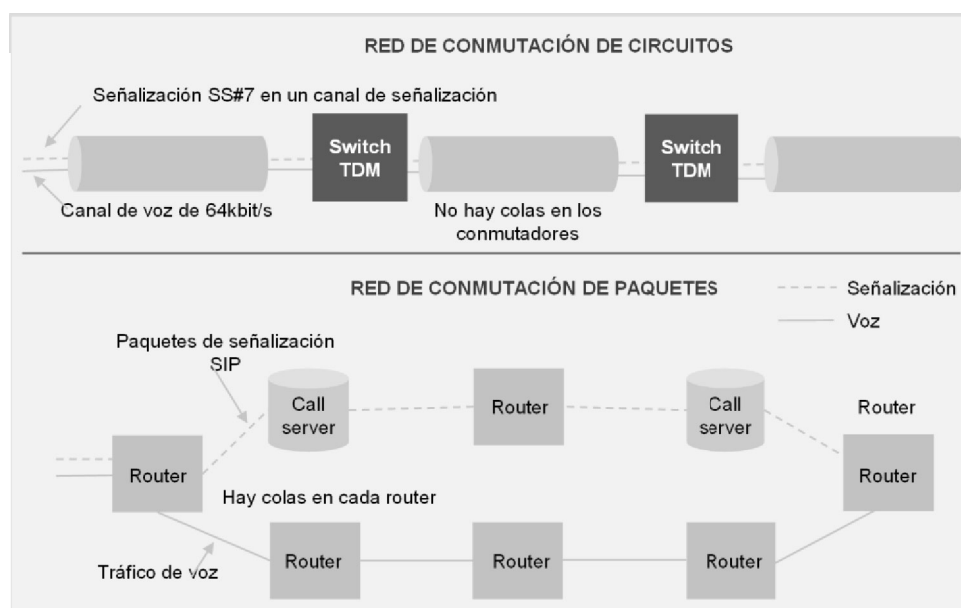 RED DE CONMUTACIÓN DE CIRCUITOS
Señalización SS#7 en un canal de señalización
Switch
TDM
Switch
TDM
Canal de voz de 64kbit/s
No hay colas en los
conmutadores
RED DE CONMUTACIÓN DE PAQUETES
Señalización
Voz
Paquetes de señalización
SIP
Call
server
Router
Call
server
Router
Router
Router
Hay colas en cada router
Router
Router
Router
Tráfico de voz